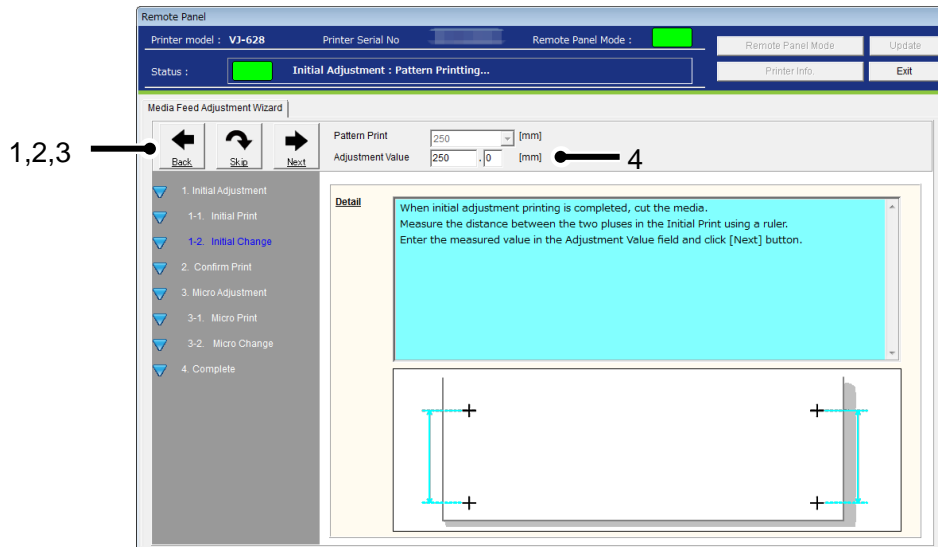 Remote Panel
Printer model : VJ-628 Printer Serial No Remote Panel Mode :
Remote Panel Mode Update
Status : Initial Adjustment : Pattern Printting...
Printer Info. Exit
Media Feed Adjustment Wizard
1,2,3
Back Skip Next
Pattern Print 250 [mm]
Adjustment Value 250 . 0 [mm] 4
1. Initial Adjustment
1-1. Initial Print
1-2. Initial Change
2. Confirm Print
3. Micro Adjustment
3-1. Micro Print
3-2. Micro Change
4. Complete
Detail
When initial adjustment printing is completed, cut the media.
Measure the distance between the two pluses in the Initial Print using a ruler.
Enter the measured value in the Adjustment Value field and click [Next] button.